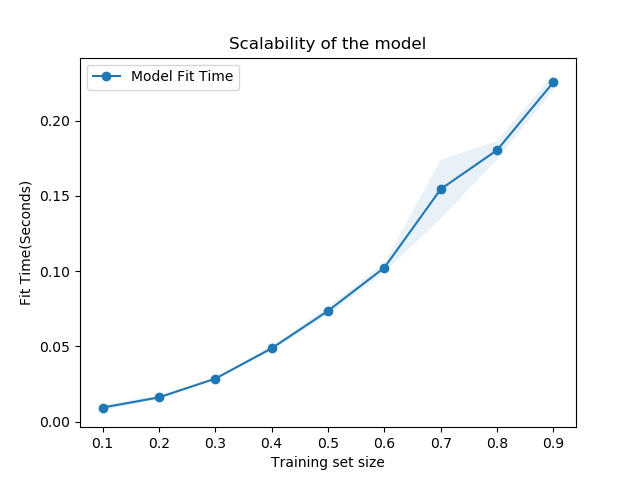 Scalability of the model
Model Fit Time
Fit Time(Seconds)
0.20
0.15
0.10
0.05
0.00
0.1 0.2 0.3 0.4 0.5 0.6 0.7 0.8 0.9
Training set size